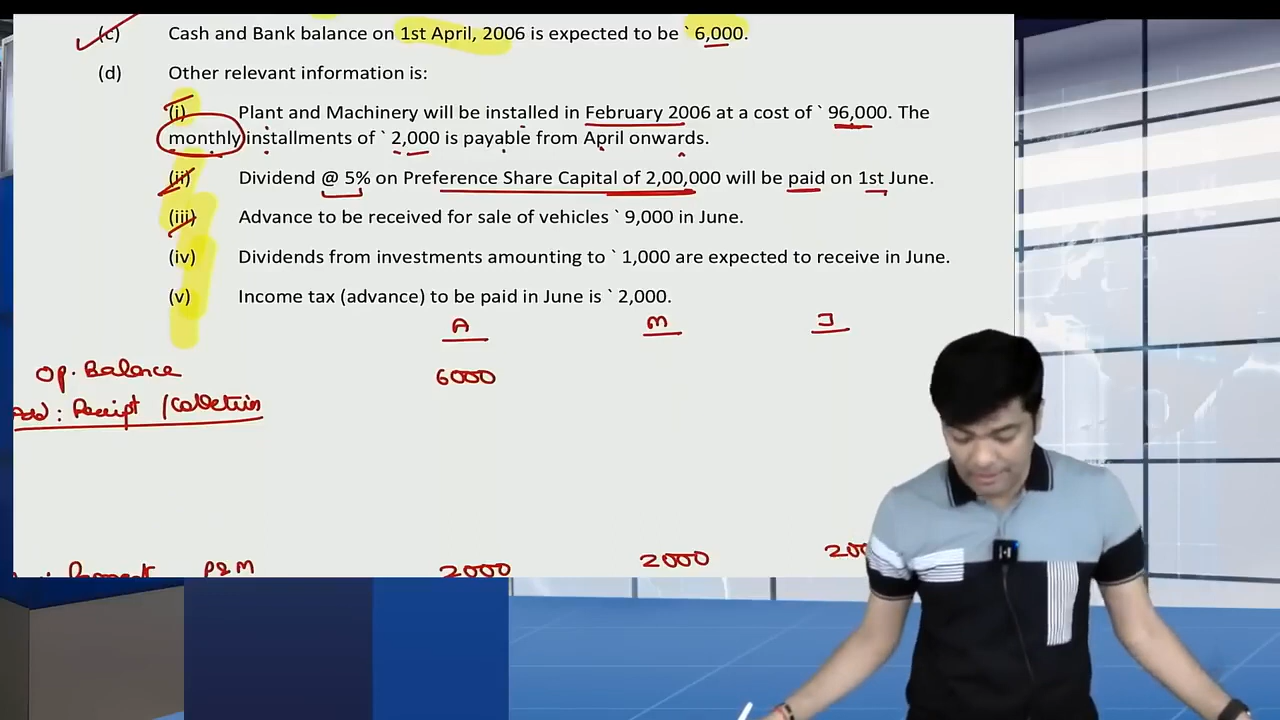 (c) Cash and Bank balance on 1st April, 2006 is expected to be ` 6,000.
(d) Other relevant information is:
(i) Plant and Machinery will be installed in February 2006 at a cost of ` 96,000. The
monthly installments of ` 2,000 is payable from April onwards.
(ii) Dividend @ 5% on Preference Share Capital of 2,00,000 will be paid on 1st June.
(iii) Advance to be received for sale of vehicles ` 9,000 in June.
(iv) Dividends from investments amounting to ` 1,000 are expected to receive in June.
(v) Income tax (advance) to be paid in June is ` 2,000.
A M J
Op. Balance 6000
Receipt /
P&M 2000 2000